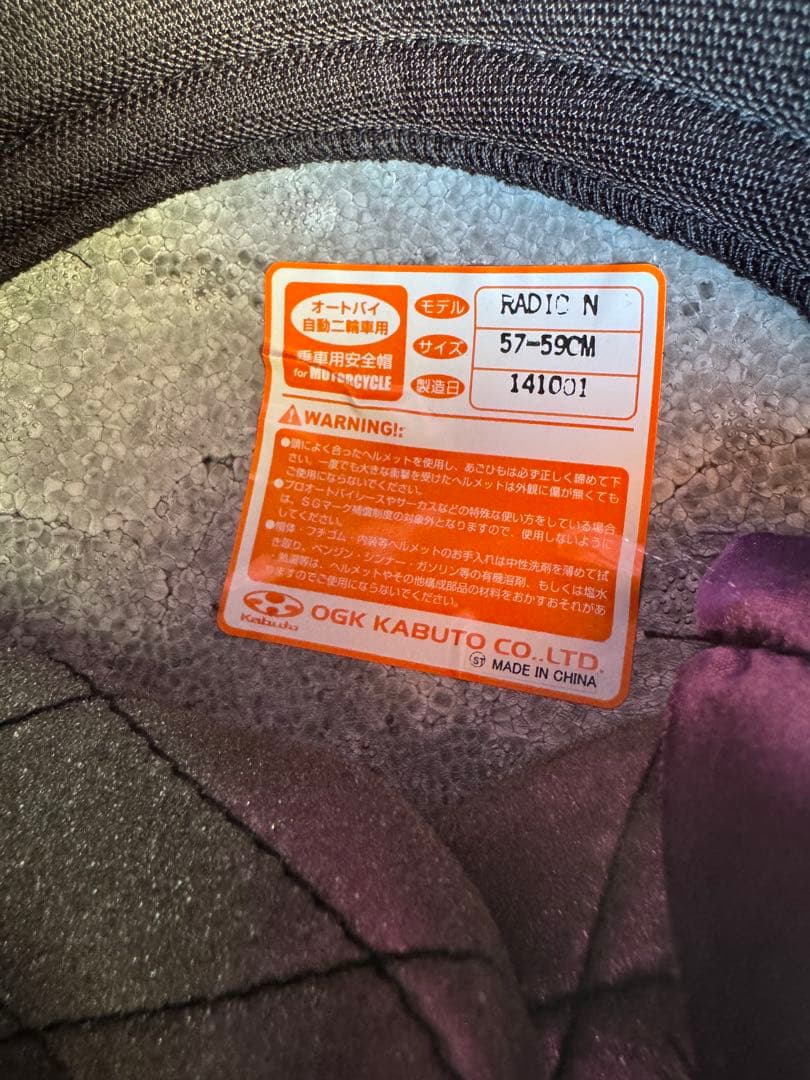 オートバイ
自動二輪車用
乗車用安全帽
for MOTORCYCLE
モデル RADIC N
サイズ 57-59CM
製造日 141001
WARNING!:
●頭によく合ったヘルメットを使用し、あごひもは必ず正しく締めて下
さい。一度でも大きな衝撃を受けたヘルメットは外観に傷が無くても
ご使用にならないでください。
●プロオートバイレースやサーカスなどの特殊な使い方をしている場合
は、SGマーク補償制度の対象外となりますので、使用しないように
してください。
●帽体・フチゴム・内装等ヘルメットのお手入れは中性洗剤を薄めて拭
き取り、ベンジン・シンナー・ガソリン等の有機溶剤、もしくは塩水
・熱湯等は、ヘルメットやその他構成部品の材料をおかすおそれがあ
りますのでご使用にならないでください。
Kabuto OGK KABUTO CO.,LTD.
ST MADE IN CHINA